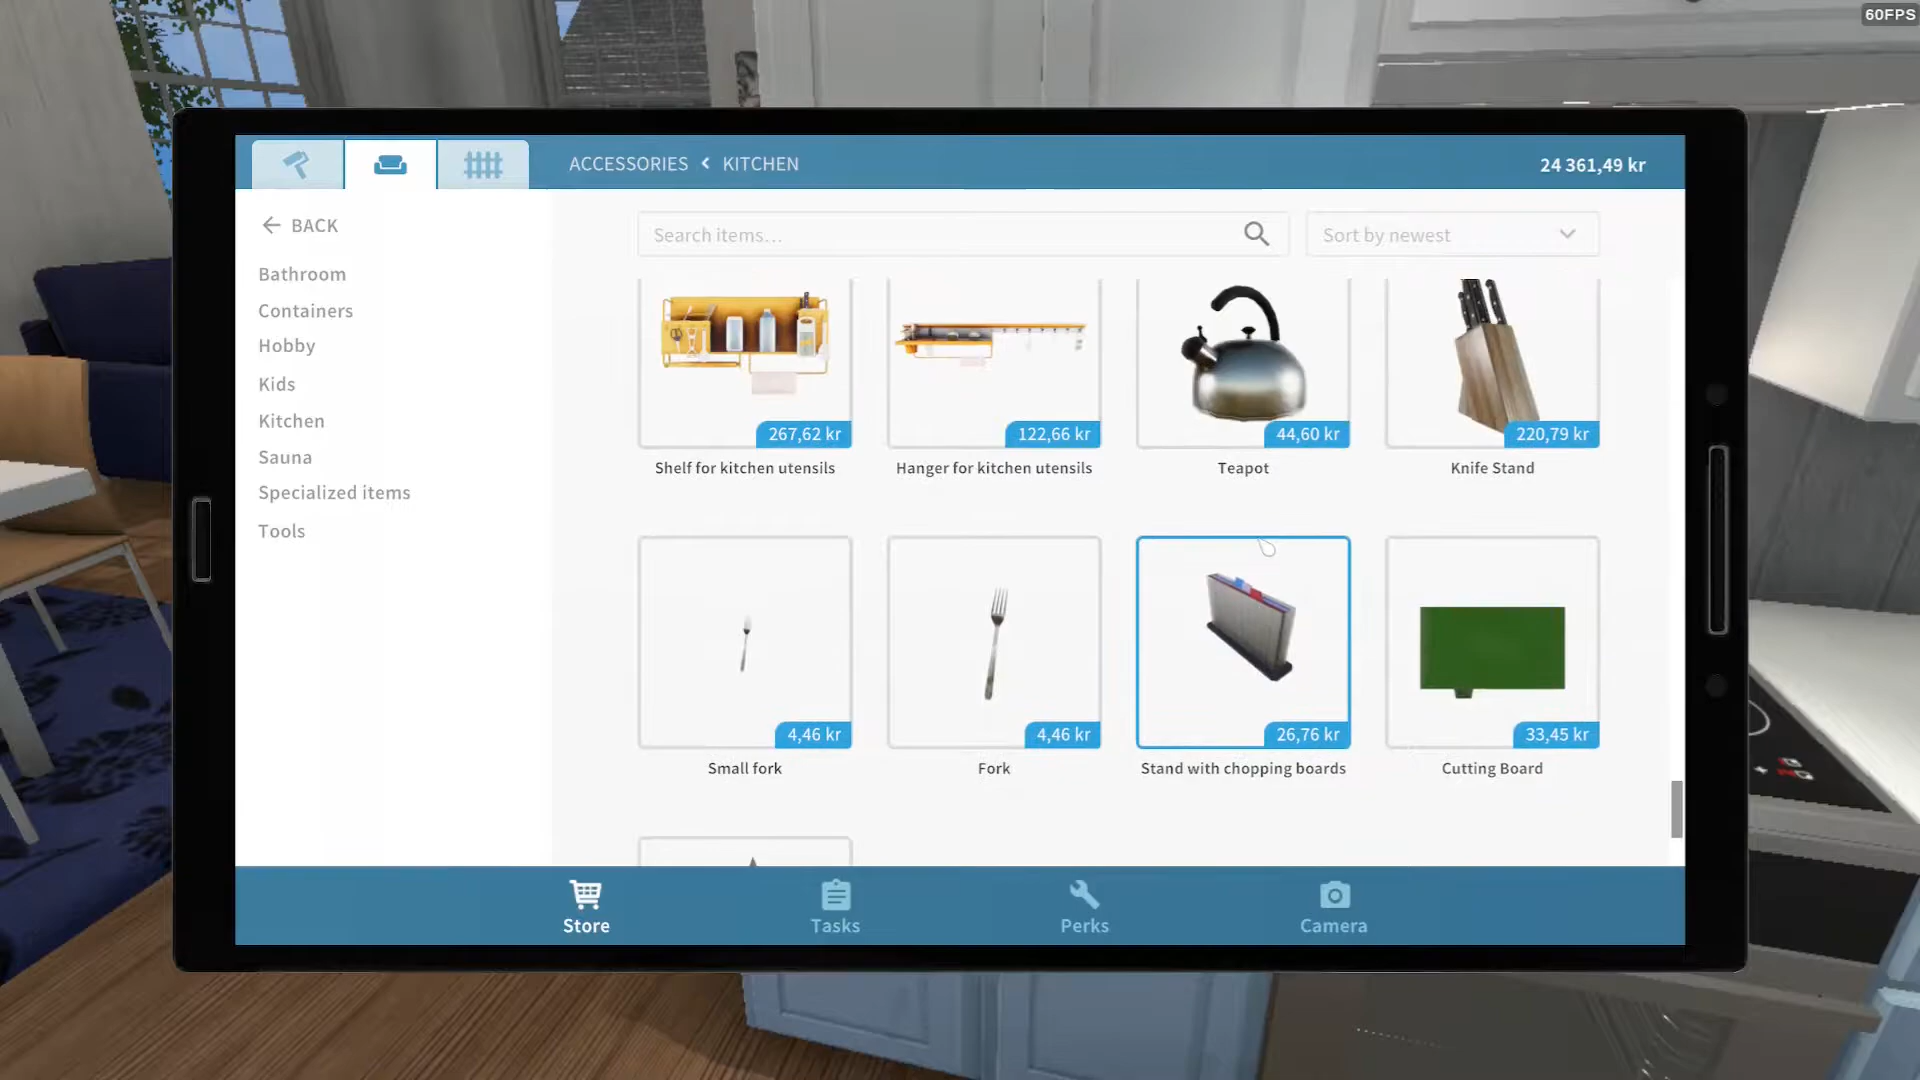 60FPS
ACCESSORIES < KITCHEN
24 361,49 kr
BACK
Search items...
Sort by newest
Bathroom
Containers
Hobby
Kids
Kitchen
Sauna
Specialized items
Tools
267,62 kr
122,66 kr
44,60 kr
220,79 kr
Shelf for kitchen utensils
Hanger for kitchen utensils
Teapot
Knife Stand
4,46 kr
4,46 kr
26,76 kr
33,45 kr
Small fork
Fork
Stand with chopping boards
Cutting Board
Store
Tasks
Perks
Camera